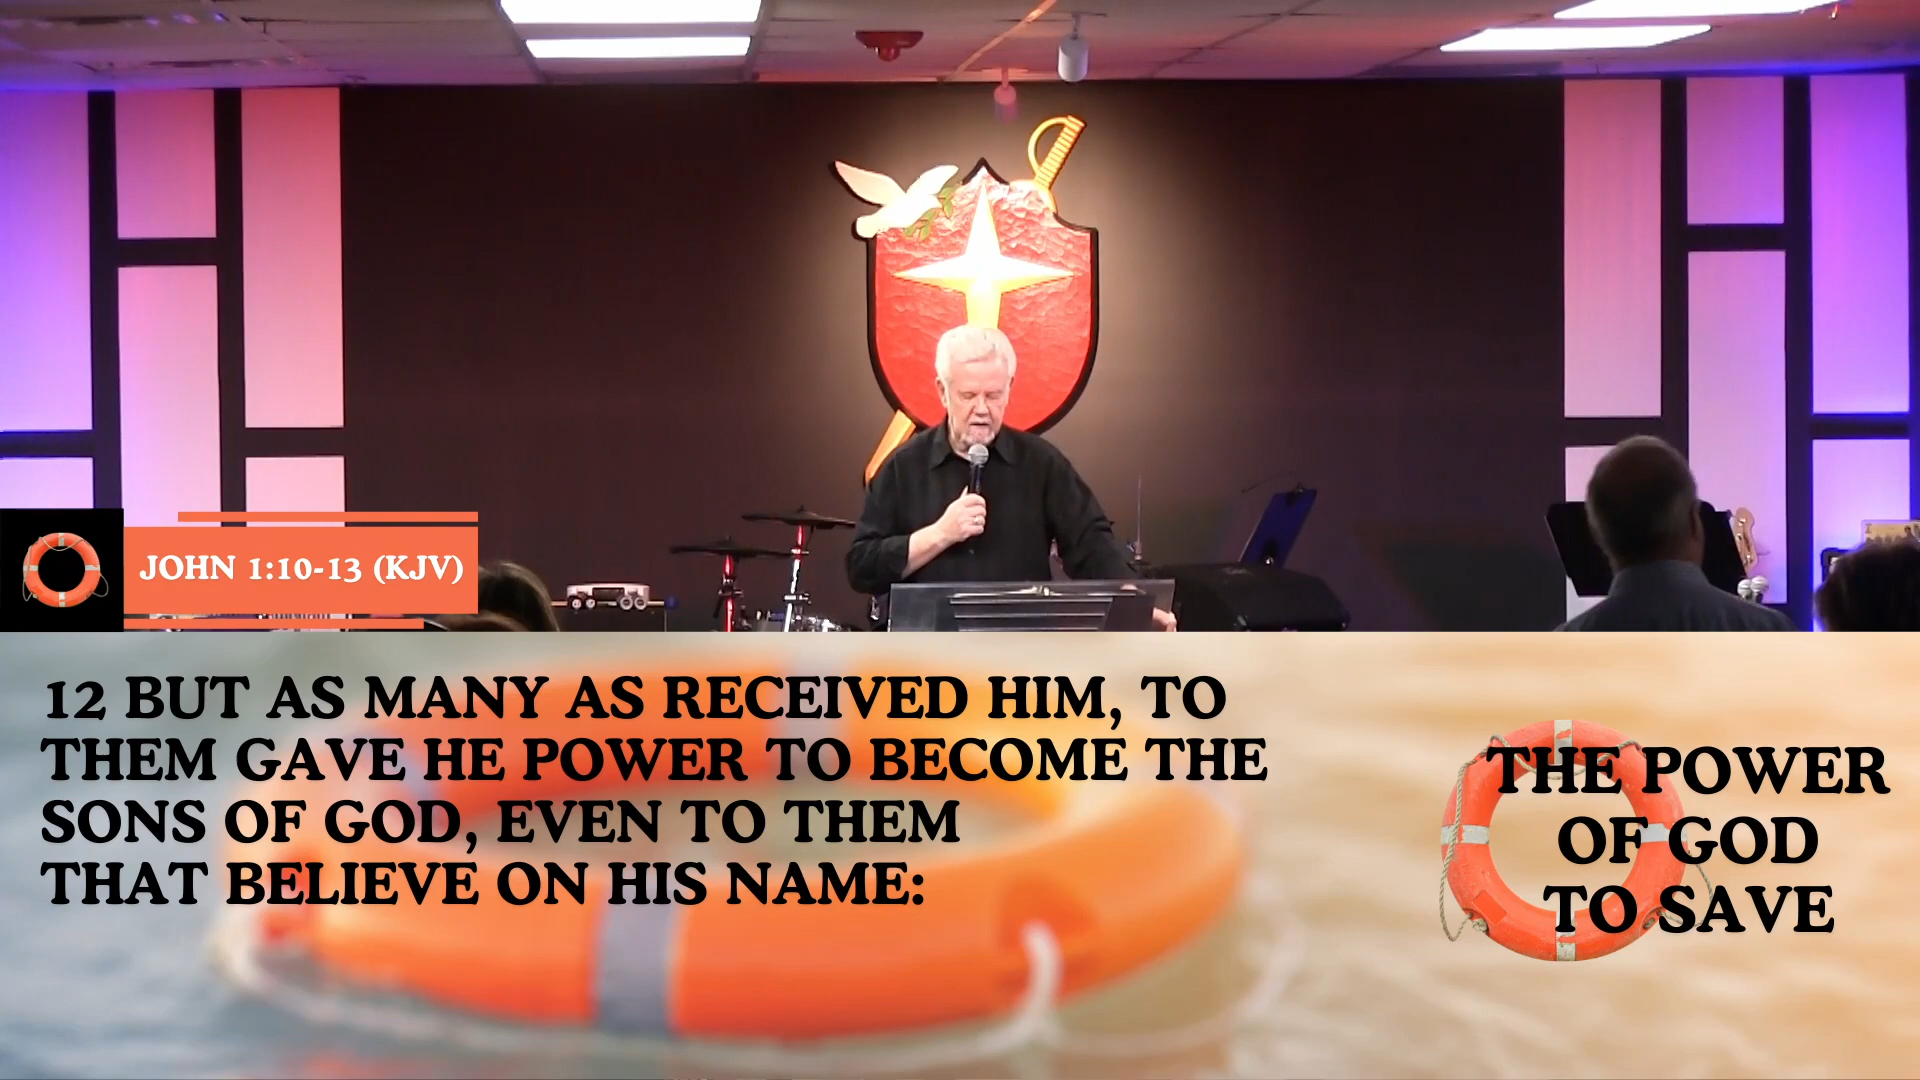 JOHN 1:10-13 (KJV)
12 BUT AS MANY AS RECEIVED HIM, TO
THEM GAVE HE POWER TO BECOME THE
SONS OF GOD, EVEN TO THEM
THAT BELIEVE ON HIS NAME:
THE POWER
OF GOD
TO SAVE